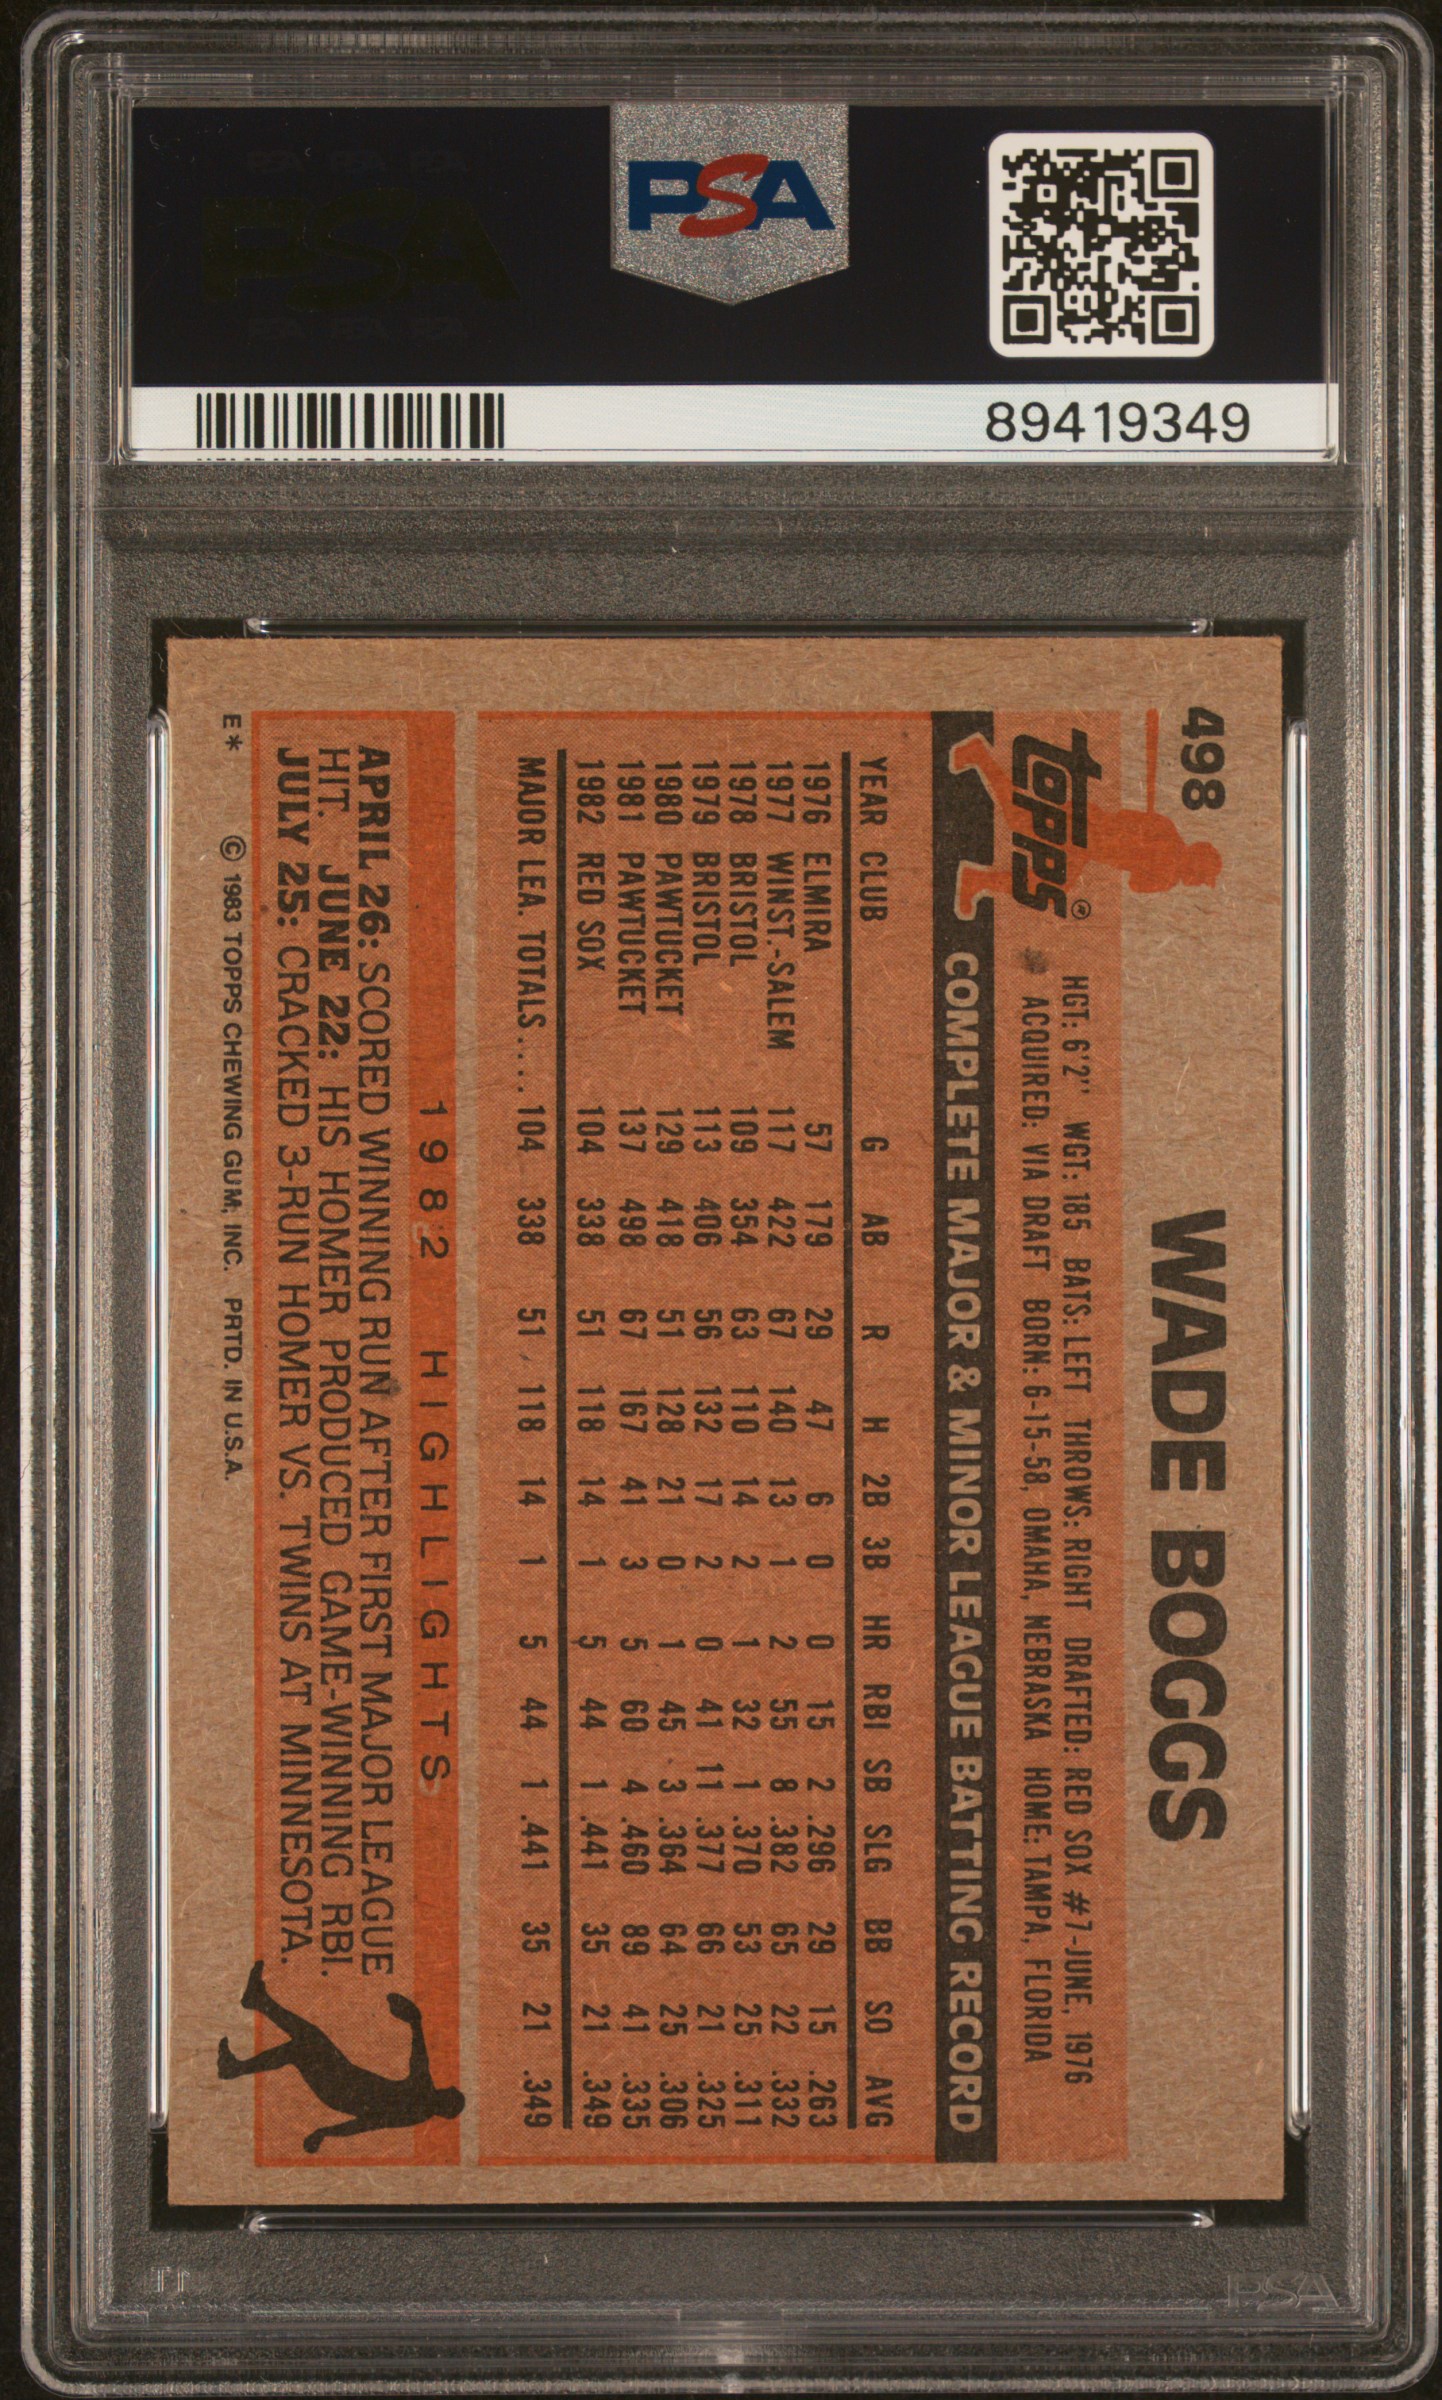 PSA
89419349
498
topps®
WADE BOGGS
HGT: 6'2" WGT: 185 BATS: LEFT THROWS: RIGHT DRAFTED: RED SOX #7-JUNE, 1976
ACQUIRED: VIA DRAFT BORN: 6-15-58, OMAHA, NEBRASKA HOME: TAMPA, FLORIDA
COMPLETE MAJOR & MINOR LEAGUE BATTING RECORD
YEAR CLUB G AB R H 2B 3B HR RBI SB SLG BB SO AVG
1976 ELMIRA 57 179 29 47 6 0 0 15 2 .296 29 15 .263
1977 WINST.-SALEM 117 422 67 140 13 1 2 55 8 .382 65 22 .332
1978 BRISTOL 109 354 63 110 14 2 1 32 1 .370 53 25 .311
1979 BRISTOL 113 406 56 132 17 2 0 41 11 .377 66 21 .325
1980 PAWTUCKET 129 418 51 128 21 0 1 45 3 .364 64 25 .306
1981 PAWTUCKET 137 498 67 167 41 3 5 60 4 .460 89 41 .335
1982 RED SOX 104 338 51 118 14 1 5 44 1 .441 35 21 .349
MAJOR LEA. TOTALS.... 104 338 51 118 14 1 5 44 1 .441 35 21 .349
1982 HIGHLIGHTS
APRIL 26: SCORED WINNING RUN AFTER FIRST MAJOR LEAGUE
HIT. JUNE 22: HIS HOMER PRODUCED GAME-WINNING RBI.
JULY 25: CRACKED 3-RUN HOMER VS. TWINS AT MINNESOTA.
E* © 1983 TOPPS CHEWING GUM, INC. PRTD. IN U.S.A.
PSA